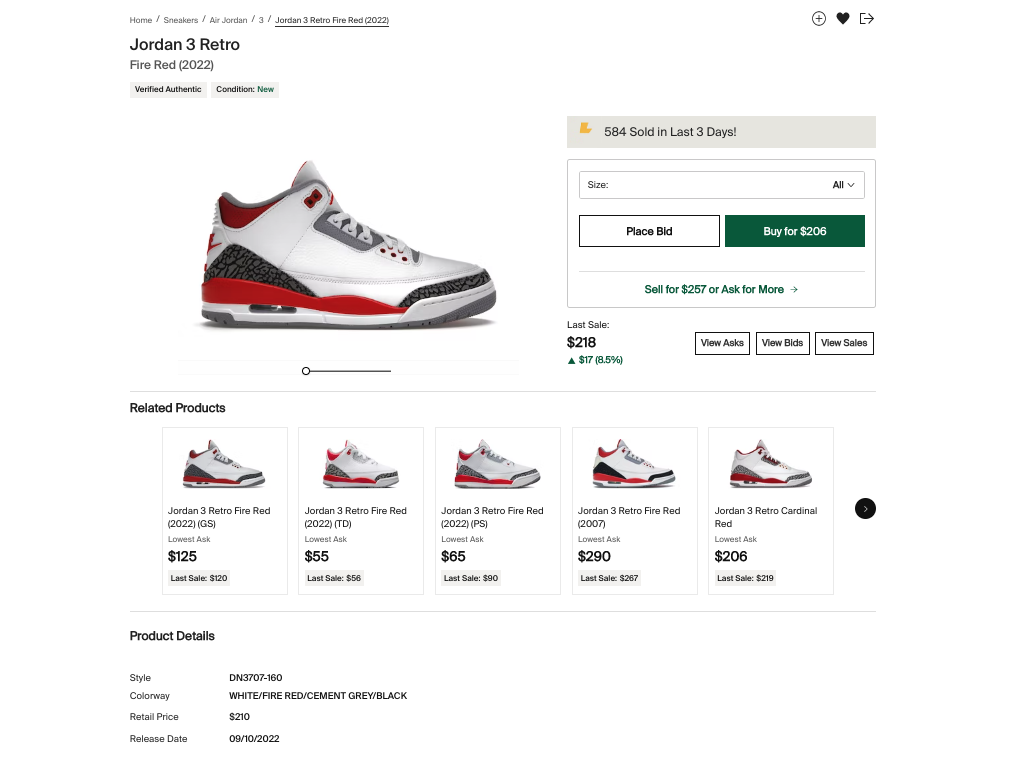 Home / Sneakers / Air Jordan / 3 / Jordan 3 Retro Fire Red (2022)
Jordan 3 Retro
Fire Red (2022)
Verified Authentic
Condition: New
584 Sold in Last 3 Days!
Size:
All
Place Bid
Buy for $206
Sell for $257 or Ask for More →
Last Sale:
$218
▲ $17 (8.5%)
View Asks
View Bids
View Sales
Related Products
Jordan 3 Retro Fire Red
(2022) (GS)
Lowest Ask
$125
Last Sale: $120
Jordan 3 Retro Fire Red
(2022) (TD)
Lowest Ask
$55
Last Sale: $56
Jordan 3 Retro Fire Red
(2022) (PS)
Lowest Ask
$65
Last Sale: $90
Jordan 3 Retro Fire Red
(2007)
Lowest Ask
$290
Last Sale: $267
Jordan 3 Retro Cardinal
Red
Lowest Ask
$206
Last Sale: $219
Product Details
Style DN3707-160
Colorway WHITE/FIRE RED/CEMENT GREY/BLACK
Retail Price $210
Release Date 09/10/2022